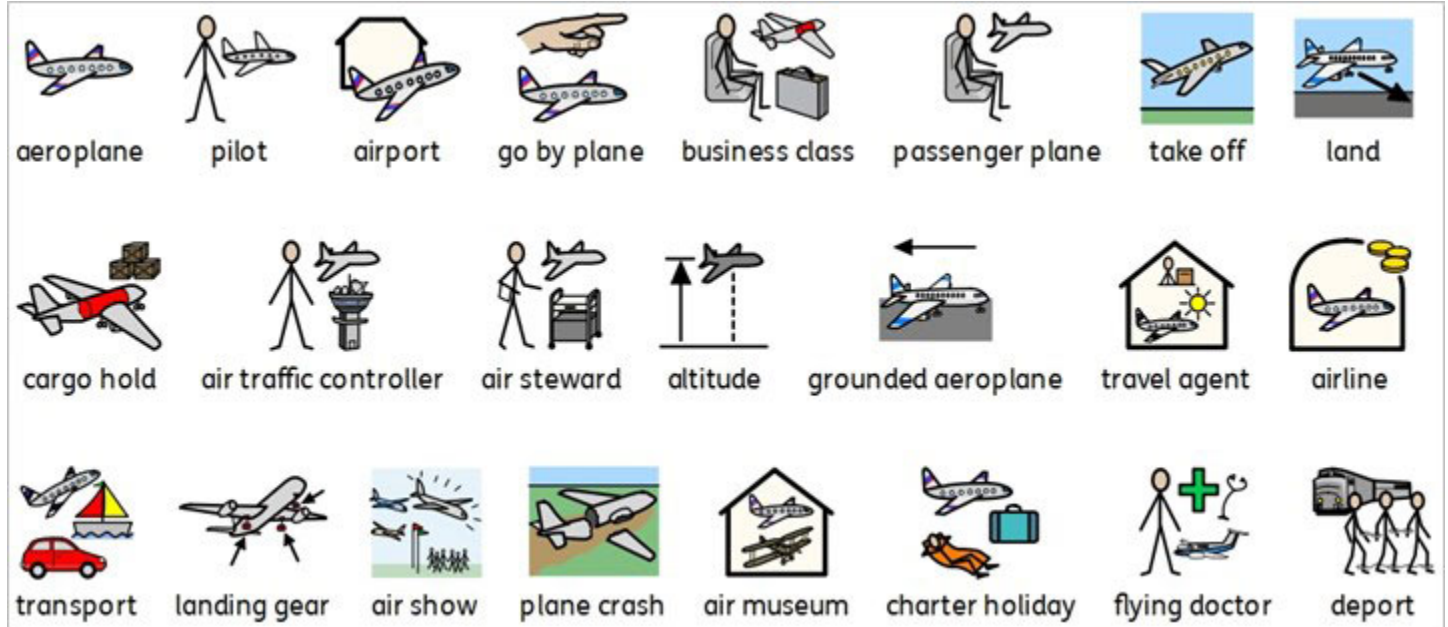 aeroplane pilot airport go by plane business class passenger plane take off land
cargo hold air traffic controller air steward altitude grounded aeroplane travel agent airline
transport landing gear air show plane crash air museum charter holiday flying doctor deport